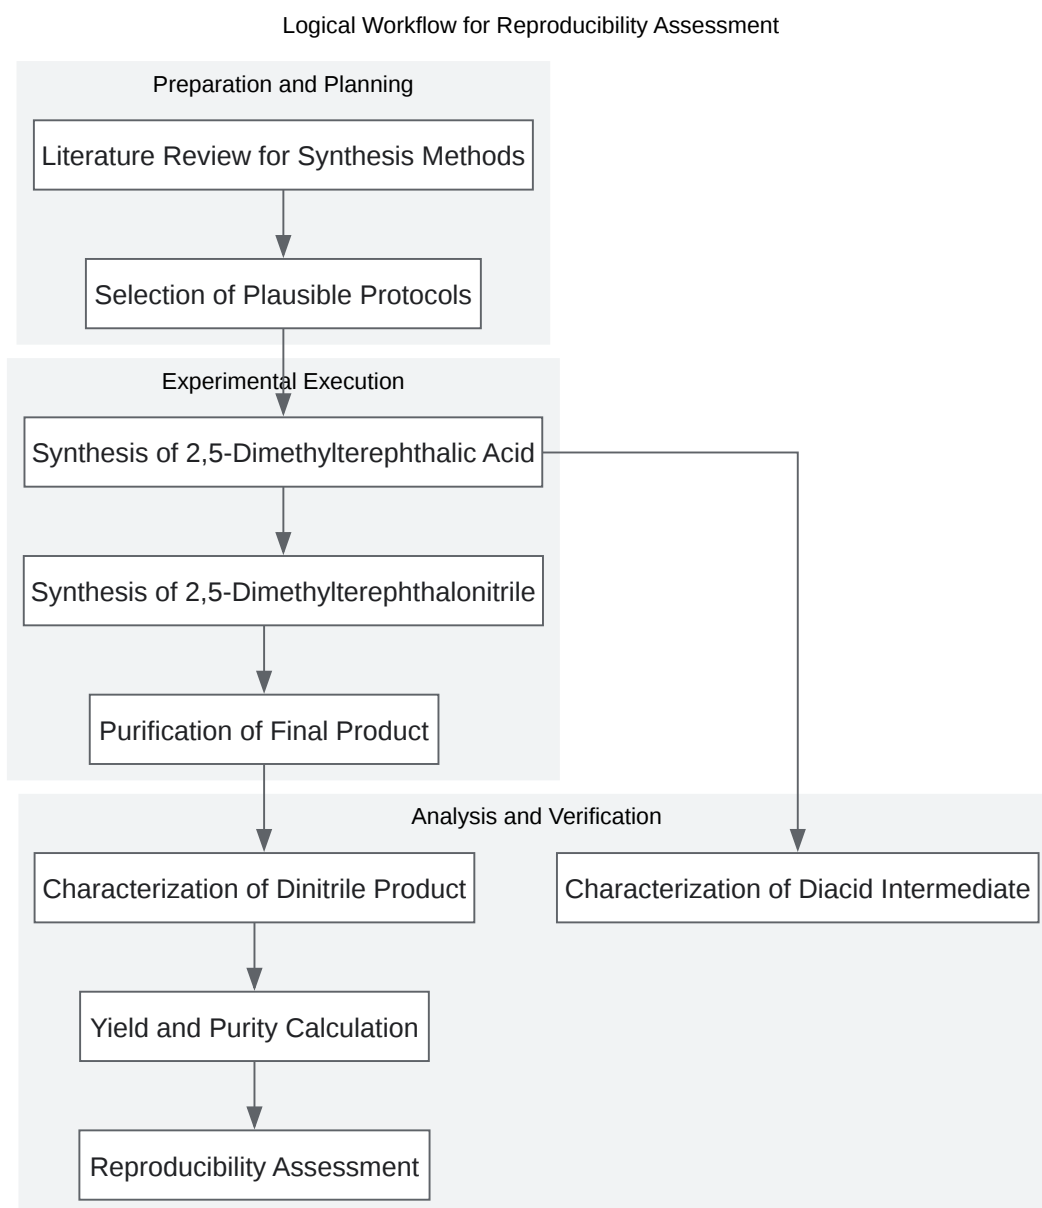 Logical Workflow for Reproducibility Assessment
Preparation and Planning
Literature Review for Synthesis Methods
Selection of Plausible Protocols
Experimental Execution
Synthesis of 2,5-Dimethylterephthalic Acid
Synthesis of 2,5-Dimethylterephthalonitrile
Purification of Final Product
Analysis and Verification
Characterization of Dinitrile Product
Characterization of Diacid Intermediate
Yield and Purity Calculation
Reproducibility Assessment